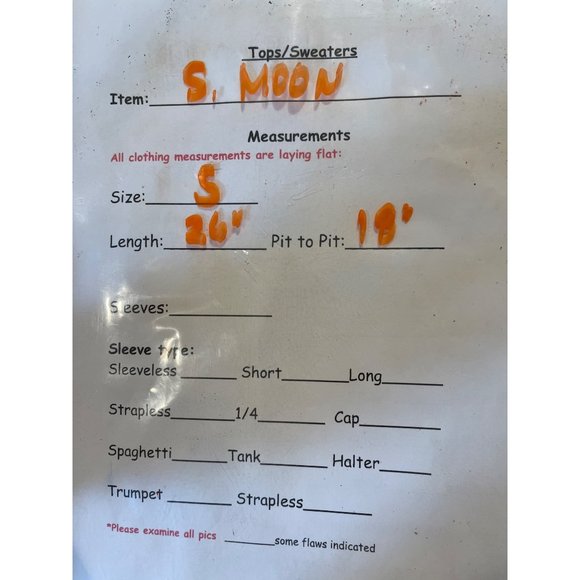 Tops/Sweaters
Item: S. MOON
Measurements
All clothing measurements are laying flat:
Size: S
Length: 26" Pit to Pit: 18"
Sleeves:
Sleeve type:
Sleeveless Short Long
Strapless 1/4 Cap
Spaghetti Tank Halter
Trumpet Strapless
*Please examine all pics some flaws indicated